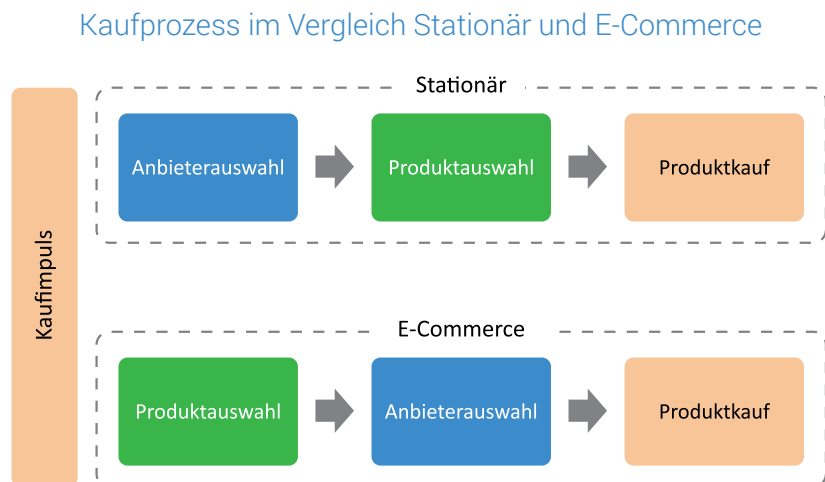 Kaufprozess im Vergleich Stationär und E-Commerce
Kaufimpuls
Stationär
Anbieterauswahl
Produktauswahl
Produktkauf
E-Commerce
Produktauswahl
Anbieterauswahl
Produktkauf